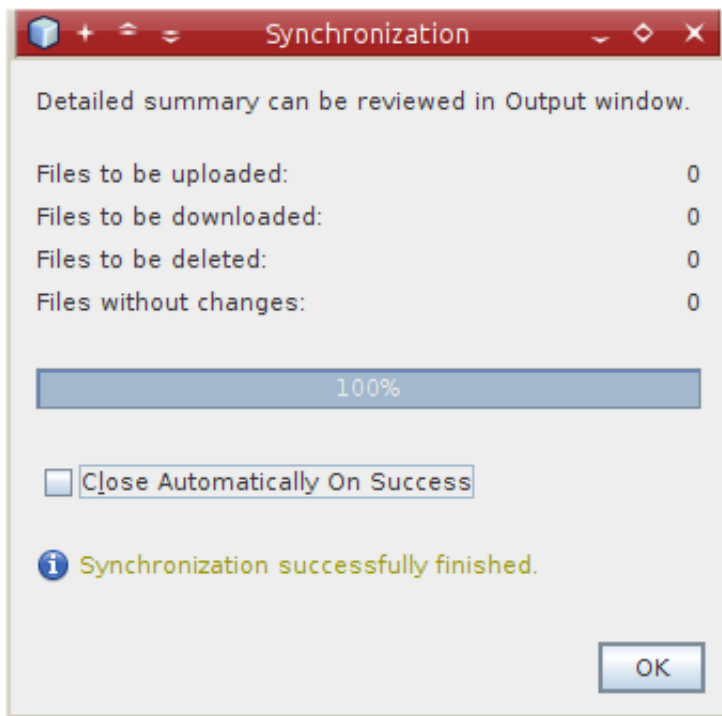 Synchronization
Detailed summary can be reviewed in Output window.
Files to be uploaded: 0
Files to be downloaded: 0
Files to be deleted: 0
Files without changes: 0
100%
Close Automatically On Success
Synchronization successfully finished.
OK